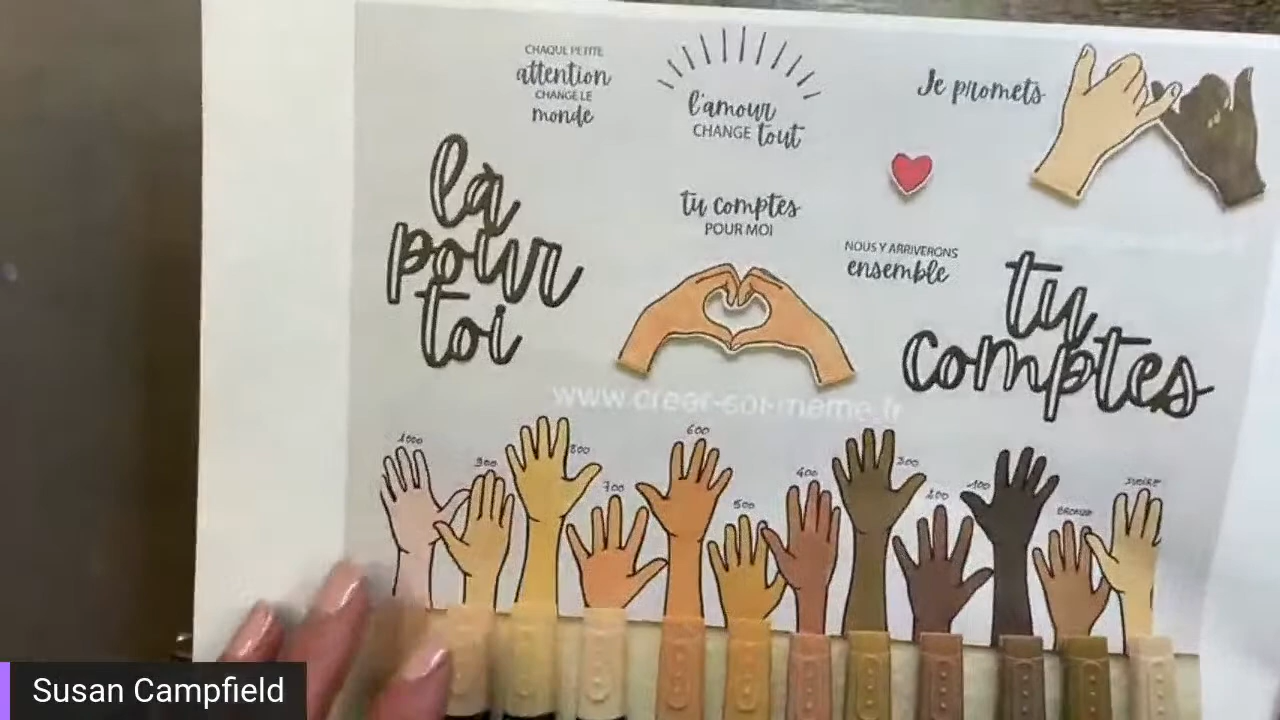 CHAQUE PETITE
attention
CHANGE LE
monde
l'amour
CHANGE tout
Je promets
là
pour
toi
tu comptes
POUR MOI
NOUS Y ARRIVERONS
ensemble
tu
comptes
www.creer-soi-meme.fr
1000
900
800
700
600
500
400
300
200
100
BRONZE
IVOIRE
Susan Campfield